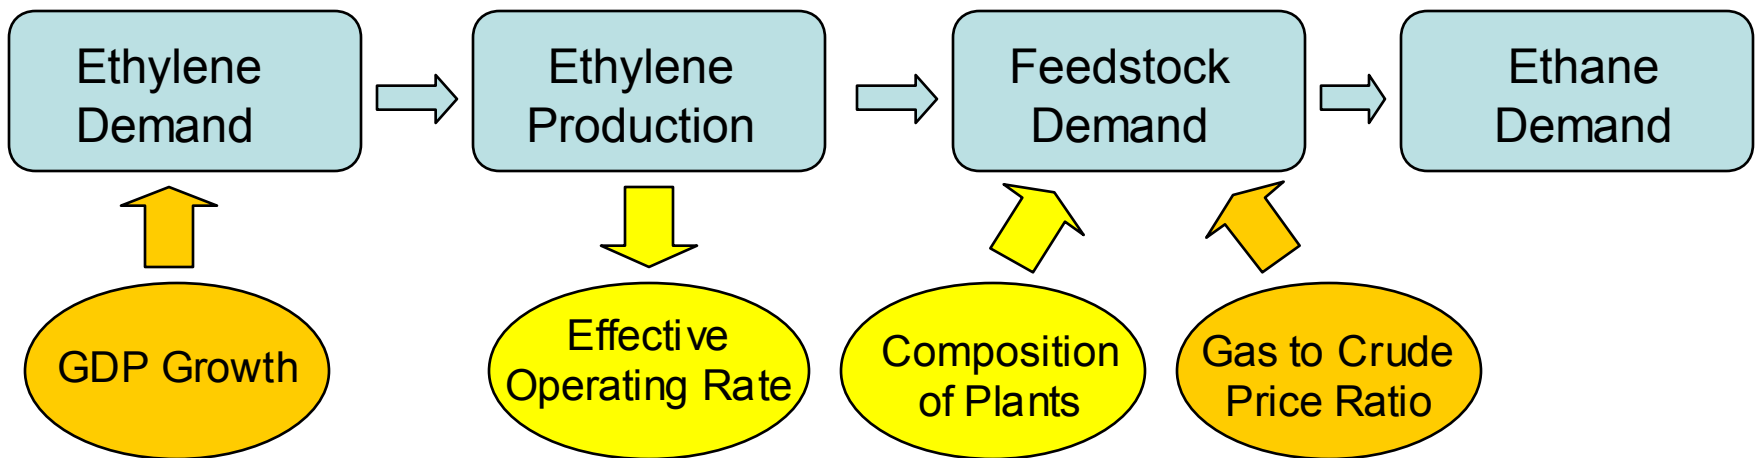 Ethylene
Demand
Ethylene
Production
Feedstock
Demand
Ethane
Demand
GDP Growth
Effective
Operating Rate
Composition
of Plants
Gas to Crude
Price Ratio